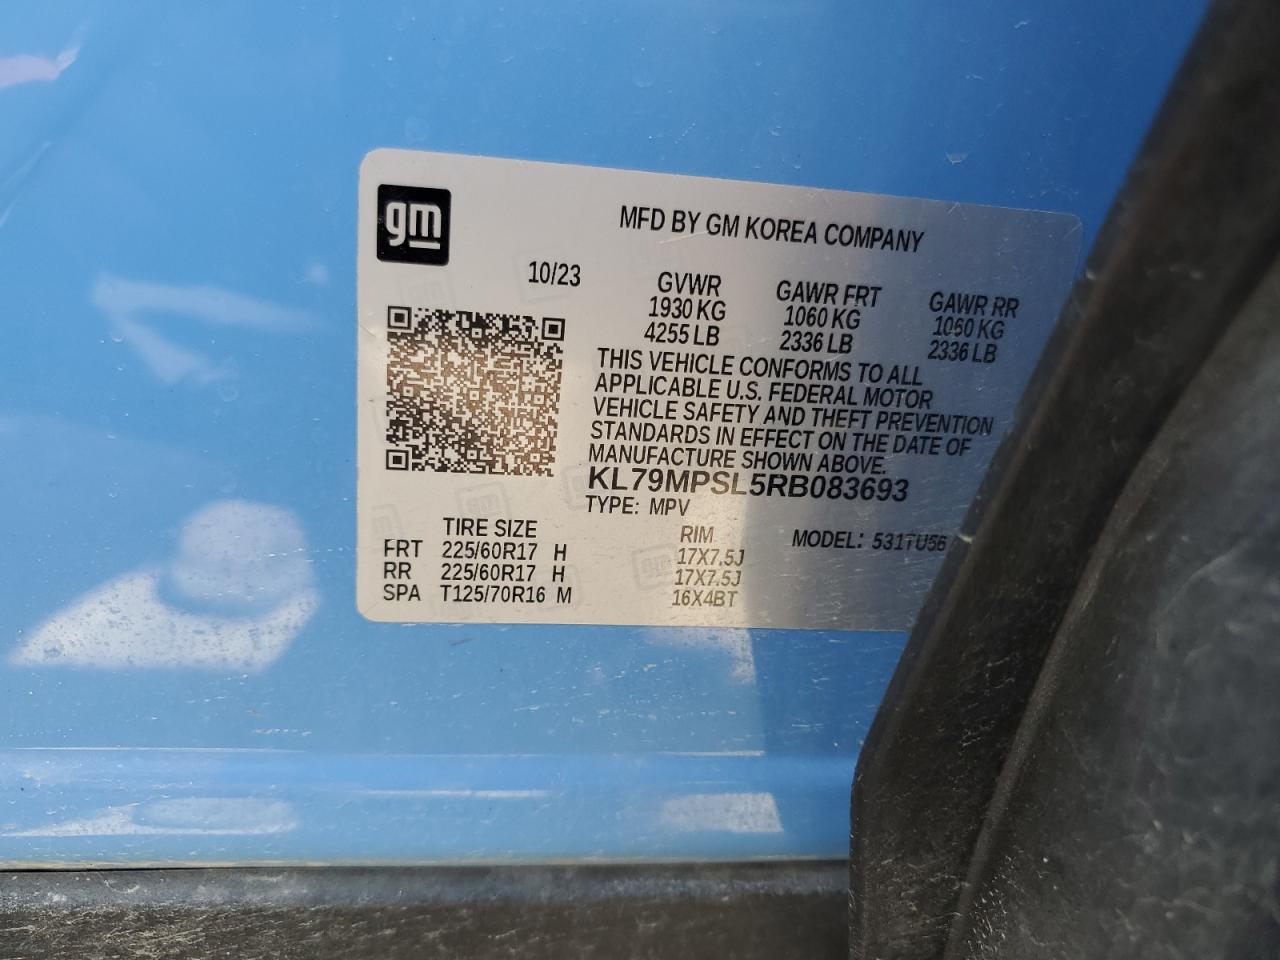 gm
MFD BY GM KOREA COMPANY
10/23
GVWR GAWR FRT GAWR RR
1930 KG 1060 KG 1060 KG
4255 LB 2336 LB 2336 LB
THIS VEHICLE CONFORMS TO ALL
APPLICABLE U.S. FEDERAL MOTOR
VEHICLE SAFETY AND THEFT PREVENTION
STANDARDS IN EFFECT ON THE DATE OF
MANUFACTURE SHOWN ABOVE.
KL79MPSL5RB083693
TYPE: MPV
TIRE SIZE RIM MODEL: 531TU56
FRT 225/60R17 H 17X7.5J
RR 225/60R17 H 17X7.5J
SPA T125/70R16 M 16X4BT